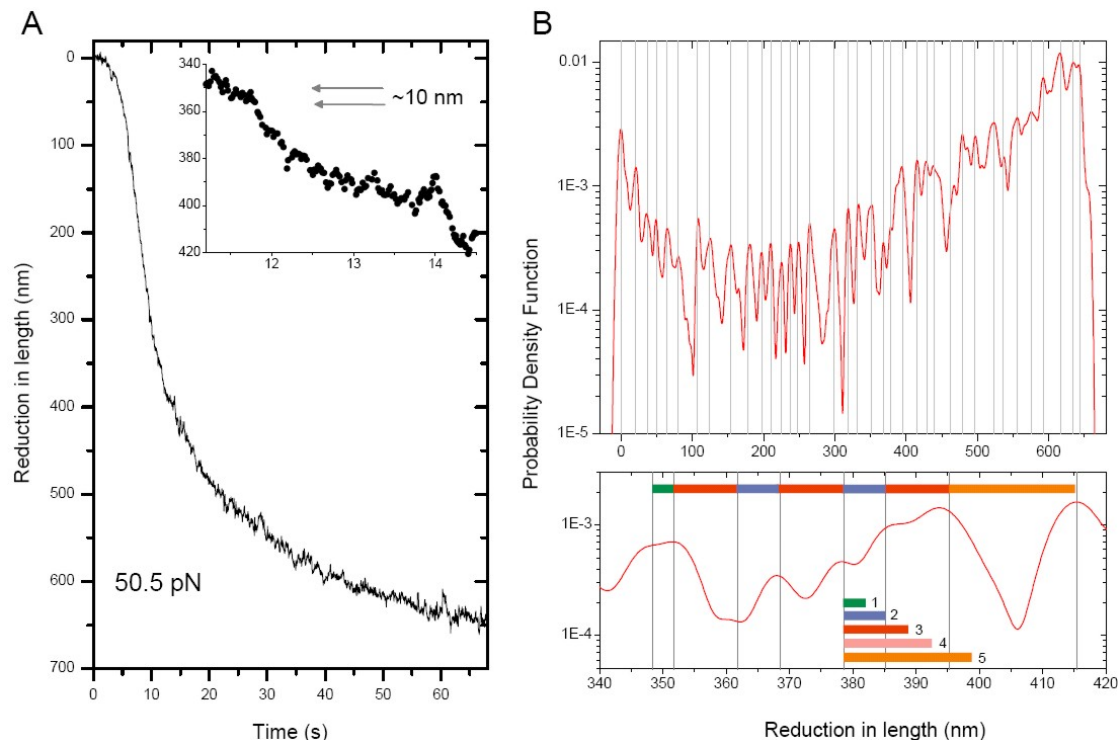 A
0
100
200
300
400
500
600
700
Reduction in length (nm)
0 10 20 30 40 50 60
Time (s)
50.5 pN
340
360
380
400
420
12 13 14
~10 nm
B
0.01
1E-3
1E-4
1E-5
0 100 200 300 400 500 600
Probability Density Function
1E-3
1E-4
1
2
3
4
5
340 350 360 370 380 390 400 410 420
Reduction in length (nm)